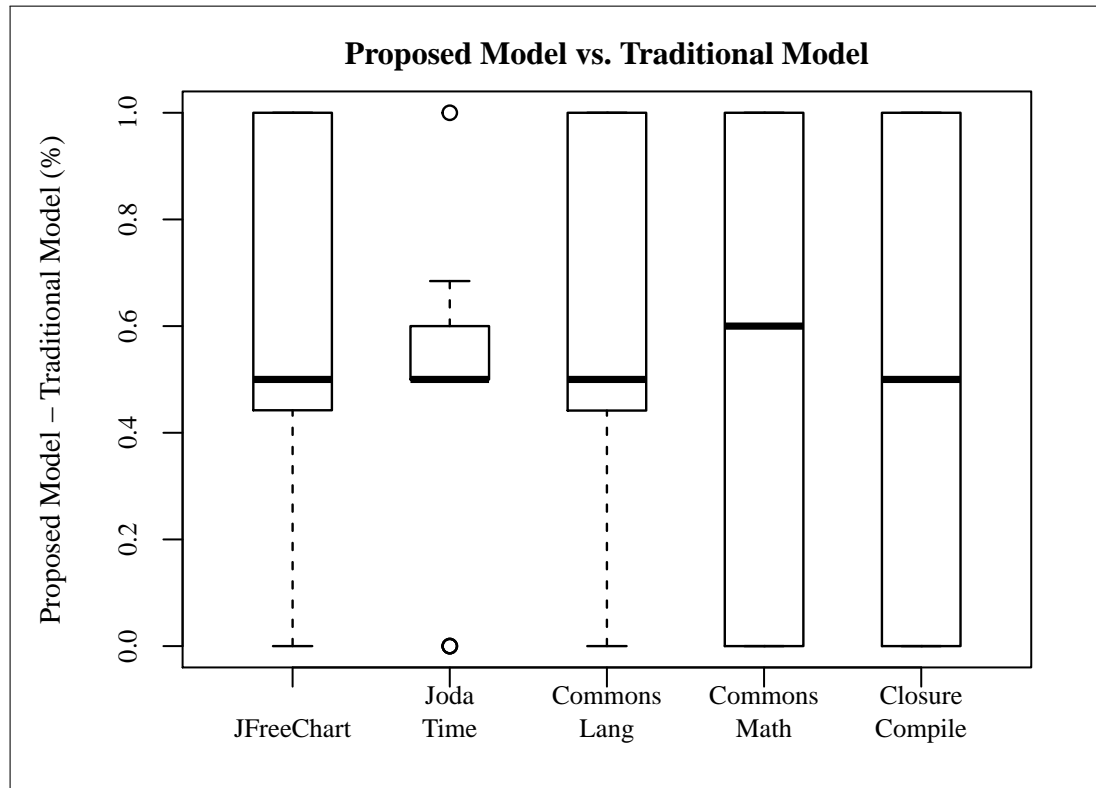 Proposed Model vs. Traditional Model
Proposed Model − Traditional Model (%)
1.0
0.8
0.6
0.4
0.2
0.0
JFreeChart
Joda
Time
Commons
Lang
Commons
Math
Closure
Compile